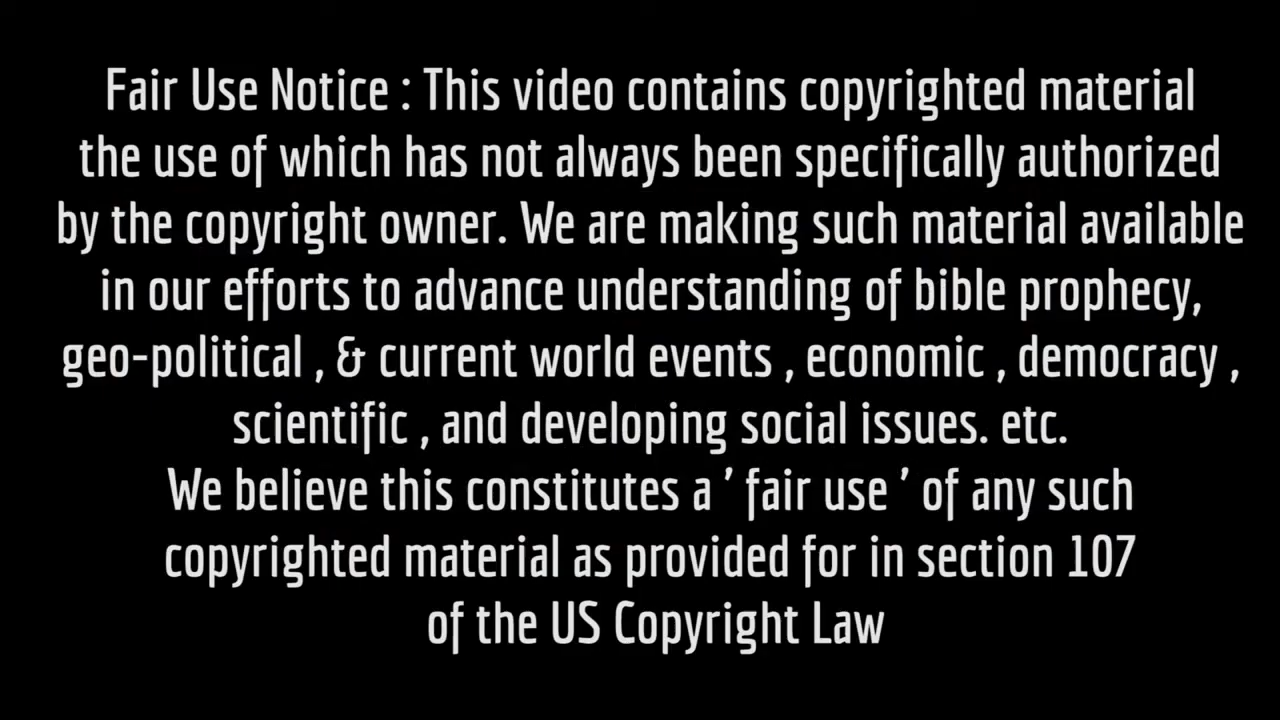 Fair Use Notice : This video contains copyrighted material
the use of which has not always been specifically authorized
by the copyright owner. We are making such material available
in our efforts to advance understanding of bible prophecy,
geo-political , & current world events , economic , democracy ,
scientific , and developing social issues. etc.
We believe this constitutes a ' fair use ' of any such
copyrighted material as provided for in section 107
of the US Copyright Law